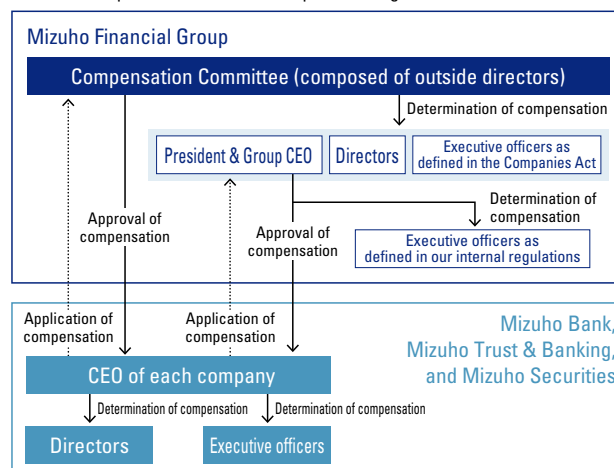 Mizuho Financial Group
Compensation Committee (composed of outside directors)
Determination of compensation
President & Group CEO
Directors
Executive officers as
defined in the Companies Act
Approval of
compensation
Approval of
compensation
Determination of
compensation
Executive officers as
defined in our internal regulations
Application of
compensation
Application of
compensation
Mizuho Bank,
Mizuho Trust & Banking,
and Mizuho Securities
CEO of each company
Determination of compensation
Determination of compensation
Directors
Executive officers